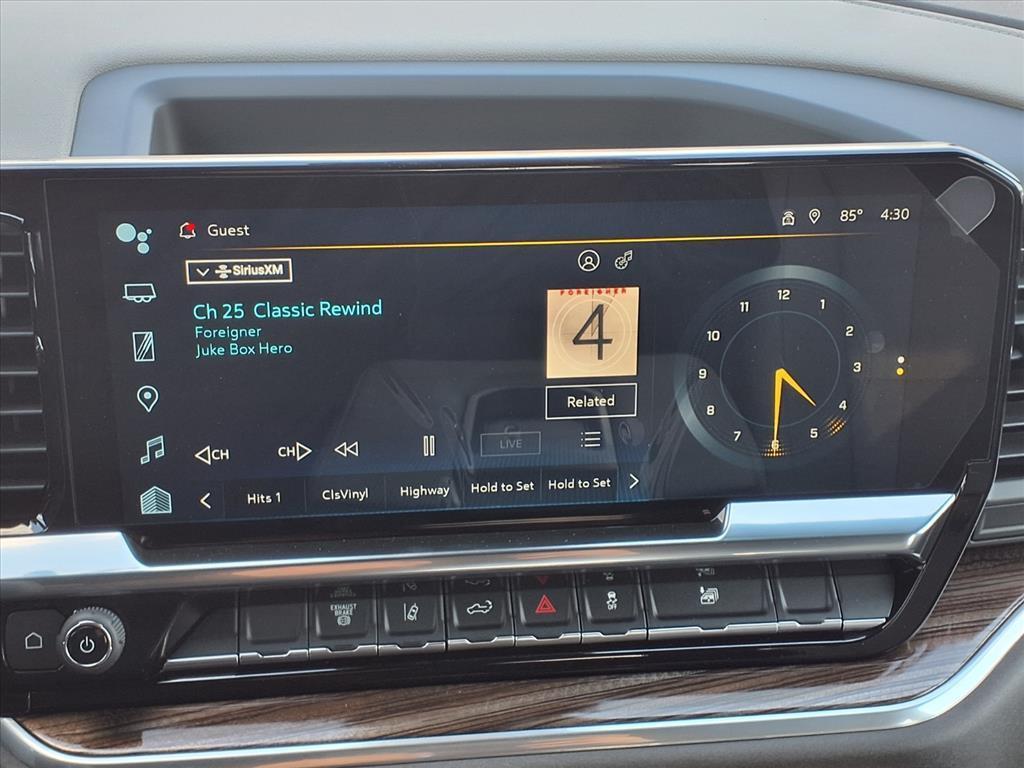 Guest
85° 4:30
SiriusXM
Ch 25 Classic Rewind
Foreigner
Juke Box Hero
FOREIGNER
4
Related
CH
CH
LIVE
Hits 1
ClsVinyl
Highway
Hold to Set
Hold to Set
12
1
2
3
4
5
6
7
8
9
10
11
EXHAUST
BRAKE
OFF